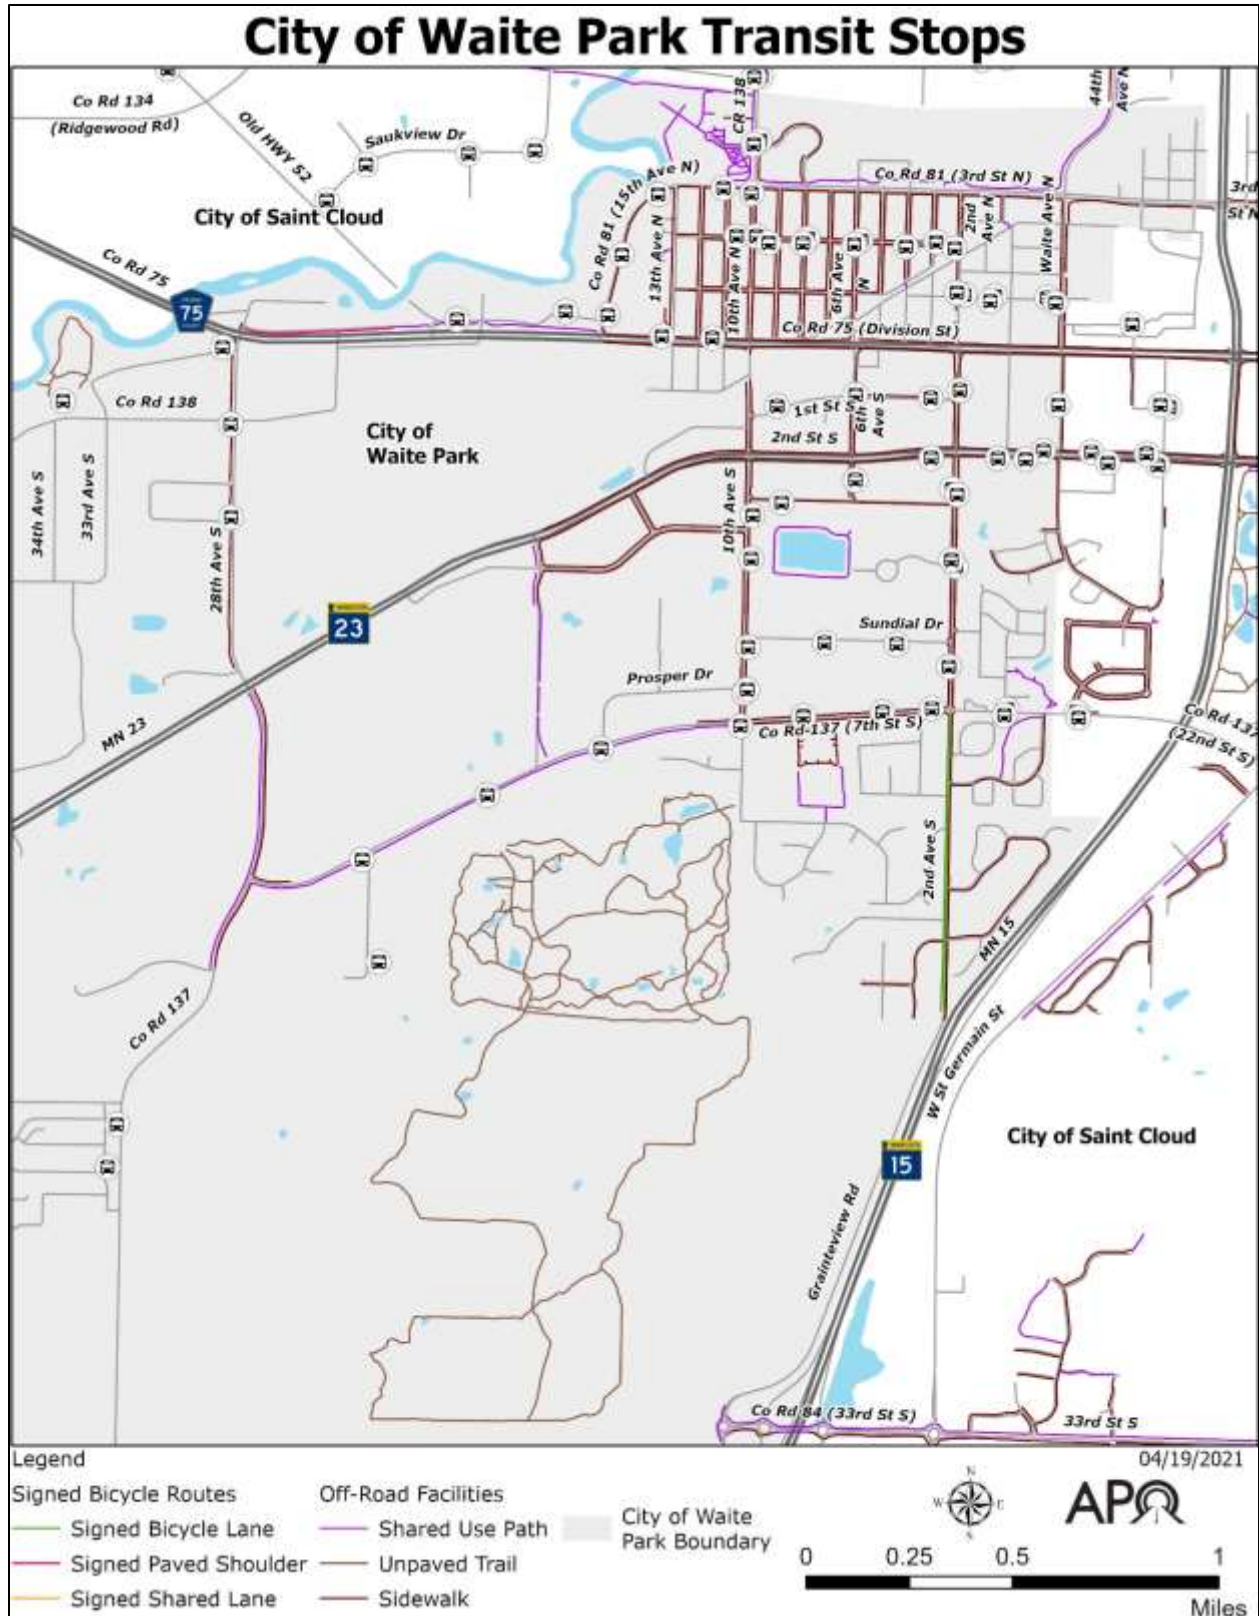 City of Waite Park Transit Stops
Co Rd 134
(Ridgewood Rd)
Old HWY 52
Saukview Dr
CR 138
44th
Ave N
City of Saint Cloud
Co Rd 81 (15th Ave N)
Co Rd 81 (3rd St N)
3rd
St N
Co Rd 75
75
13th Ave N
10th Ave N
6th Ave
N
2nd
Ave N
Waite Ave N
Co Rd 75 (Division St)
Co Rd 138
City of
Waite Park
1st St S
6th
Ave S
2nd St S
34th Ave S
33rd Ave S
28th Ave S
10th Ave S
23
Sundial Dr
Prosper Dr
MN 23
Co Rd-137 (7th St S)
Co Rd-137
(22nd St S)
2nd Ave S
MN 15
Co Rd 137
W St Germain St
City of Saint Cloud
15
Grainteview Rd
Co Rd 84 (33rd St S)
33rd St S
Legend
04/19/2021
Signed Bicycle Routes
Signed Bicycle Lane
Signed Paved Shoulder
Signed Shared Lane
Off-Road Facilities
Shared Use Path
Unpaved Trail
Sidewalk
City of Waite
Park Boundary
N
W E
S
APO
0 0.25 0.5 1
Miles